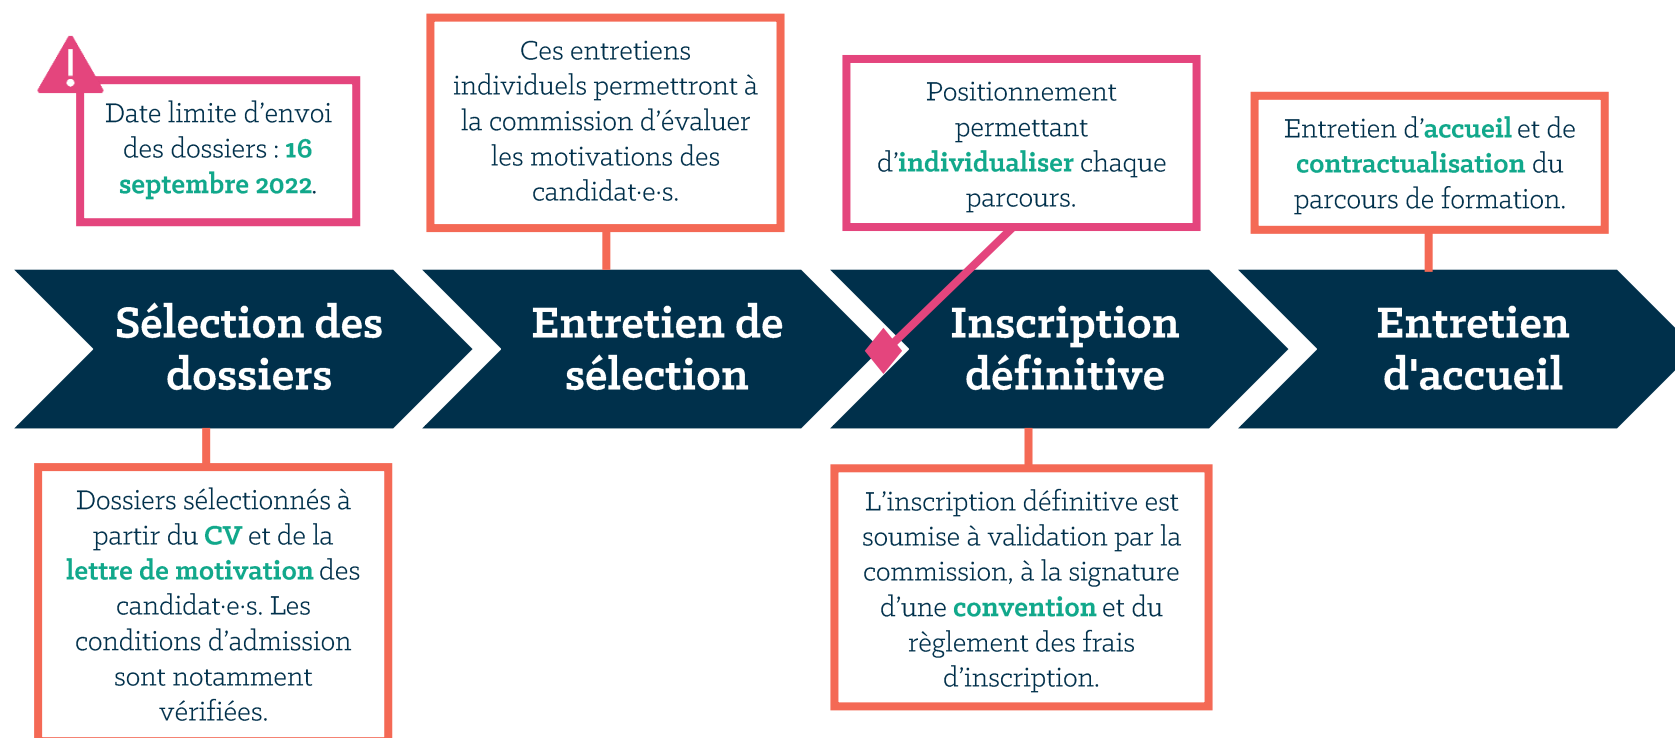 Date limite d'envoi
des dossiers : 16
septembre 2022.
Ces entretiens
individuels permettront à
la commission d'évaluer
les motivations des
candidat·e·s.
Positionnement
permettant
d'individualiser chaque
parcours.
Entretien d'accueil et de
contractualisation du
parcours de formation.
Sélection des
dossiers
Entretien de
sélection
Inscription
définitive
Entretien
d'accueil
Dossiers sélectionnés à
partir du CV et de la
lettre de motivation des
candidat·e·s. Les
conditions d'admission
sont notamment
vérifiées.
L'inscription définitive est
soumise à validation par la
commission, à la signature
d'une convention et du
règlement des frais
d'inscription.